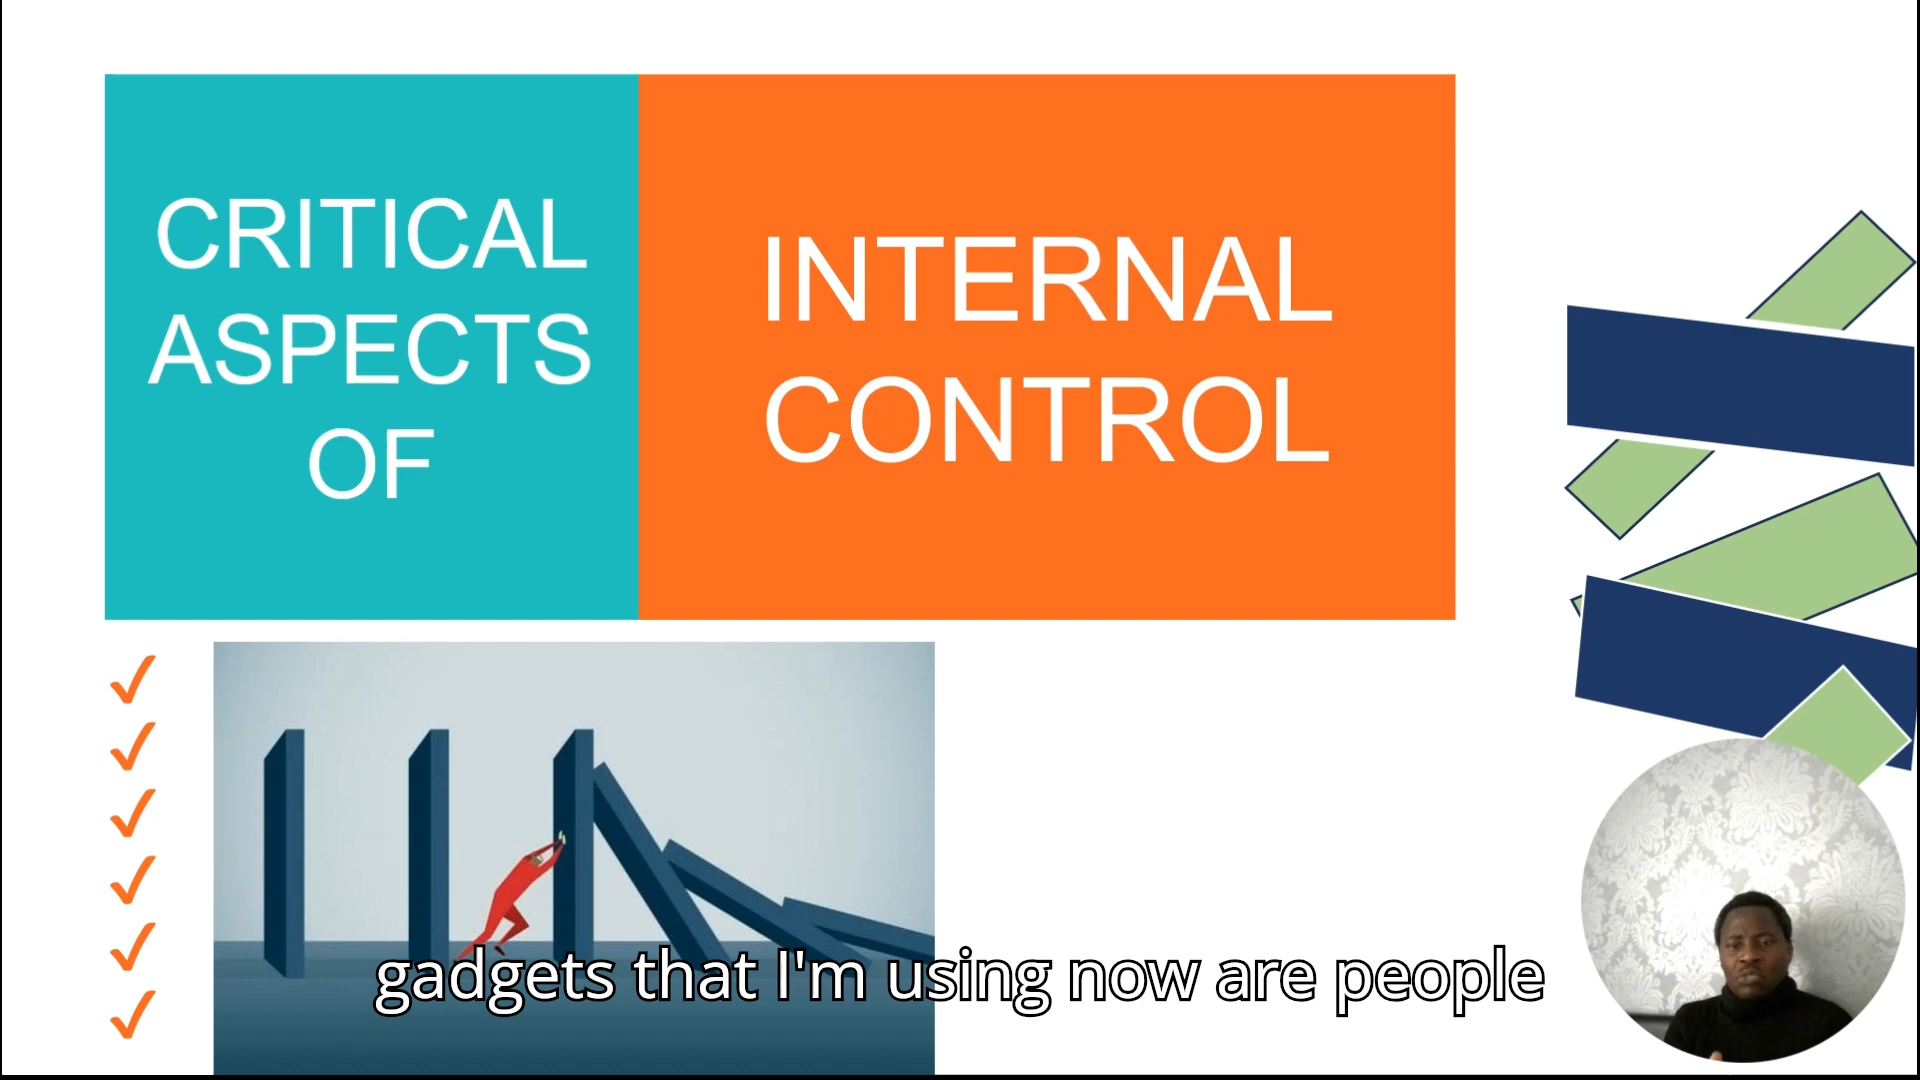 CRITICAL
ASPECTS
OF
INTERNAL
CONTROL
gadgets that I'm using now are people